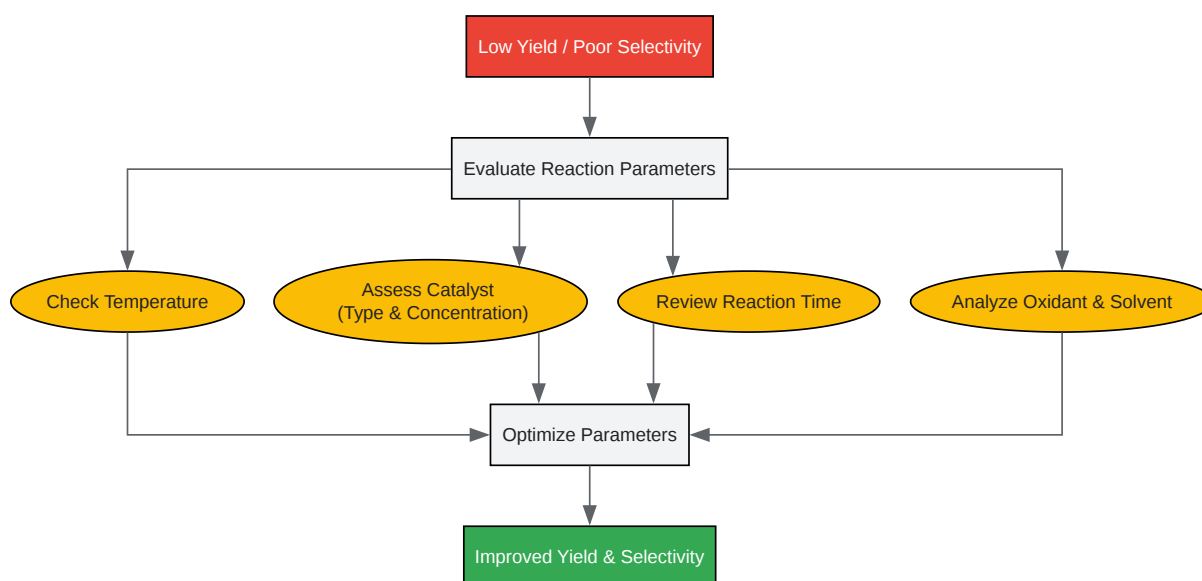 Low Yield / Poor Selectivity
Evaluate Reaction Parameters
Check Temperature
Assess Catalyst
(Type & Concentration)
Review Reaction Time
Analyze Oxidant & Solvent
Optimize Parameters
Improved Yield & Selectivity